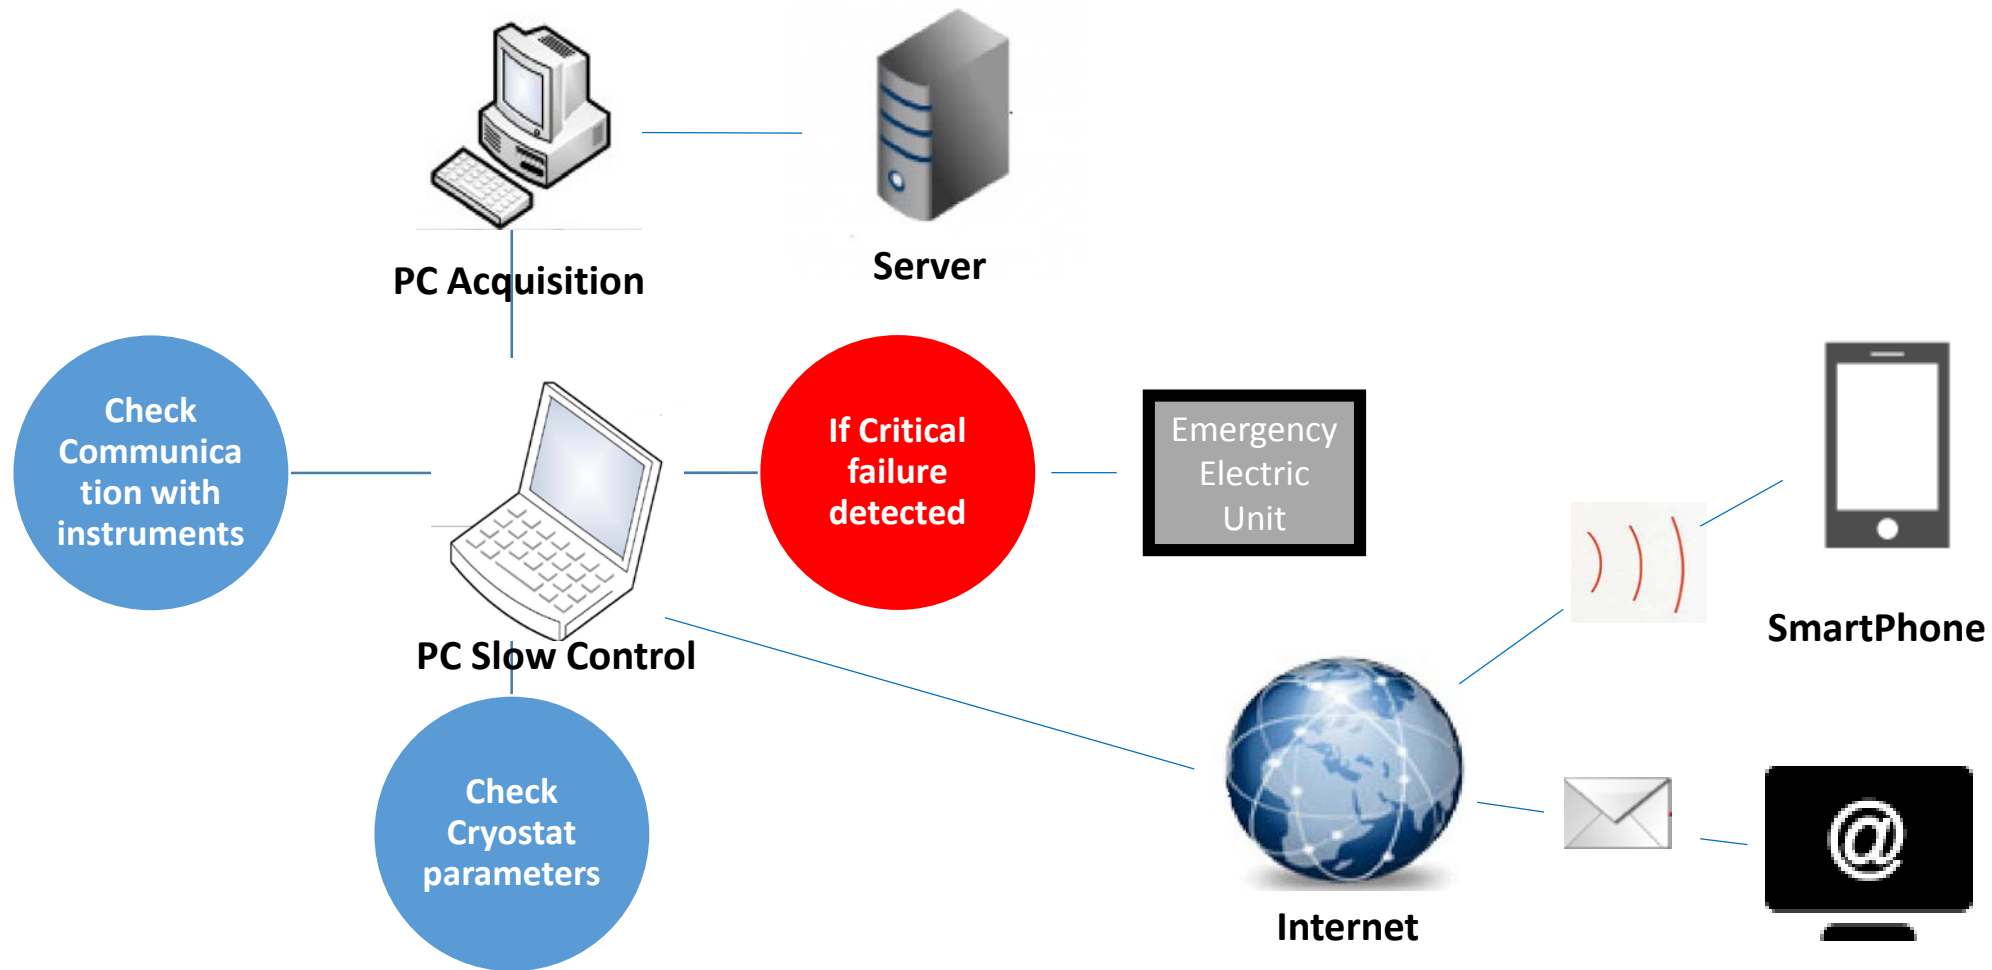 PC Acquisition
Server
Check
Communica
tion with
instruments
If Critical
failure
detected
Emergency
Electric
Unit
SmartPhone
PC Slow Control
Check
Cryostat
parameters
@
Internet